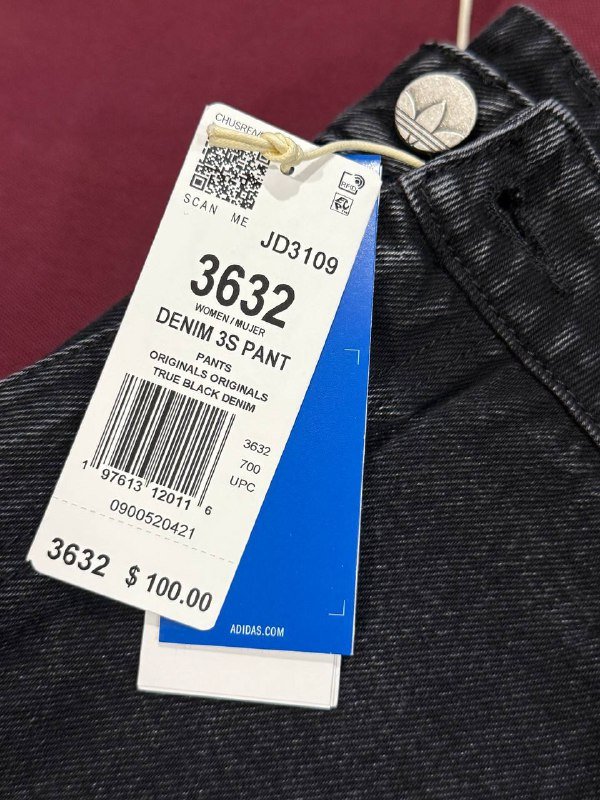 SCAN ME
RFID
JD3109
3632
WOMEN/MUJER
DENIM 3S PANT
PANTS
ORIGINALS ORIGINALS
TRUE BLACK DENIM
3632
700
UPC
1 97613 12011 6
0900520421
3632 $100.00
ADIDAS.COM